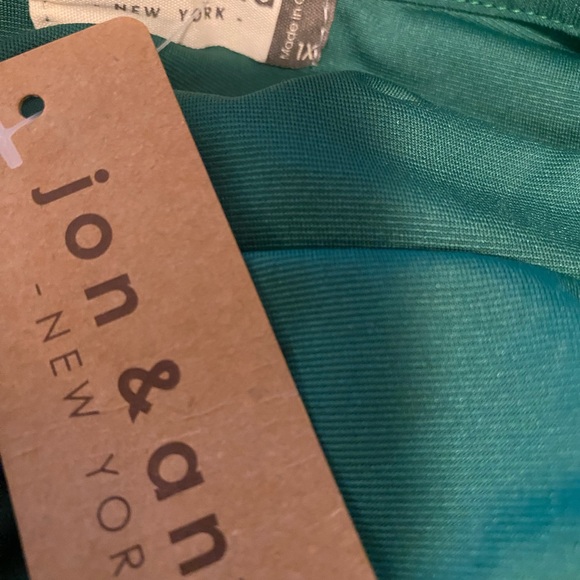 - NEW YORK -
Made in
1X
jon & an
- NEW YOR